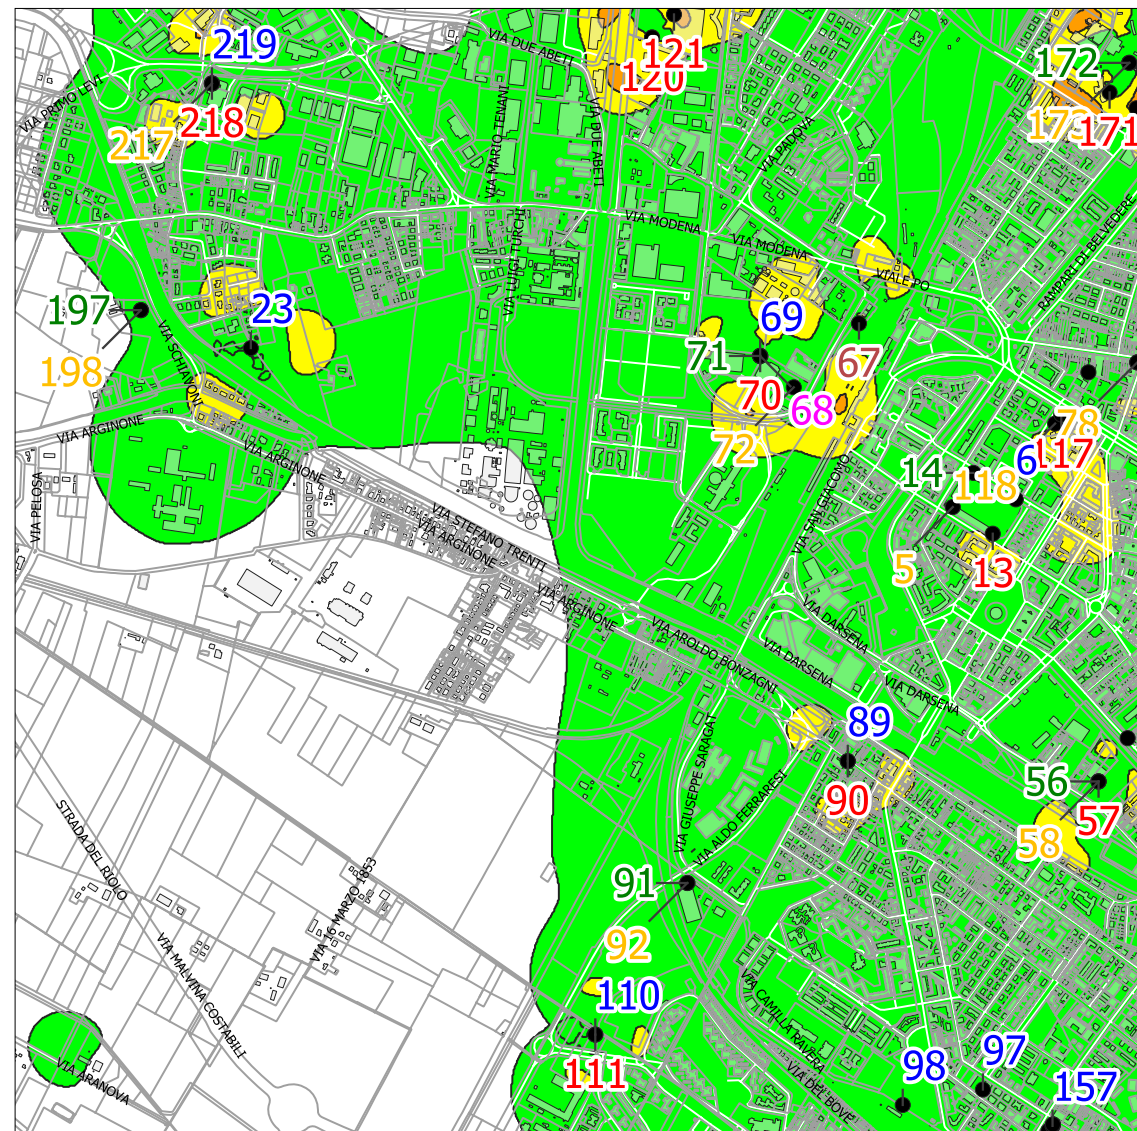 219
VIA DUE ABETI
121
120
172
VIA PRIMO LEVI
217
218
VIA MARIO TENANI
VIA DUE ABETI
VIA PADOVA
171
VIA LUIGI TURCHI
VIA MODENA
VIA MODENA
VIALE PO
RAMPARI DI BELVEDERE
197
198
23
VIA SCHIAVONI
69
71
67
70
68
72
78
VIA ARGINONE
VIA ARGINONE
VIA PELOSA
14
6
117
118
VIA SAN GIACOMO
VIA STEFANO TRENTI
VIA ARGINONE
5
13
VIA ARGINONE
VIA AROLDO BONZAGNI
VIA DARSENA
VIA DARSENA
VIA DARSENA
89
VIA GIUSEPPE SARAGAT
56
57
58
90
VIA ALDO FERRARESI
STRADA DEL RIOLO
VIA 16 MARZO 1853
91
92
VIA MALVINA COSTABILI
110
VIA CAMILLA RAVERA
111
VIA DEL BOVE
VIA ARANOVA
98
97
157